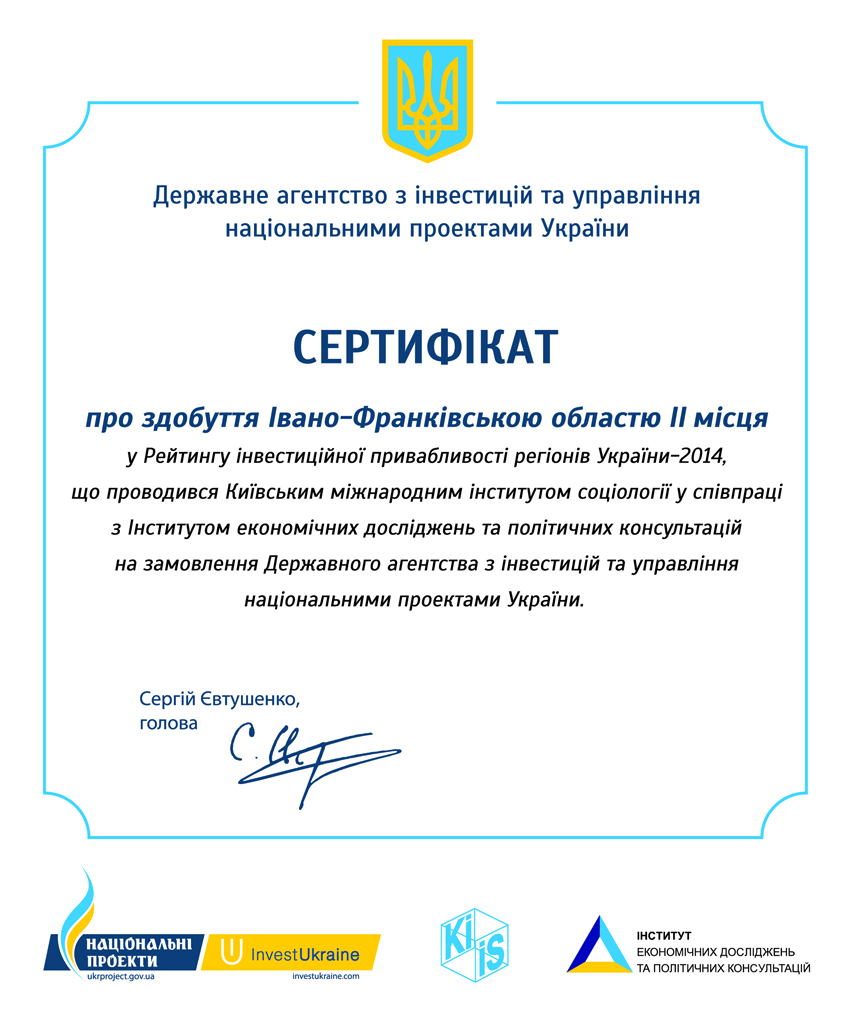 Державне агентство з інвестицій та управління
національними проектами України
СЕРТИФІКАТ
про здобуття Івано-Франківською областю ІІ місця
у Рейтингу інвестиційної привабливості регіонів України-2014,
що проводився Київським міжнародним інститутом соціології у співпраці
з Інститутом економічних досліджень та політичних консультацій
на замовлення Державного агентства з інвестицій та управління
національними проектами України.
Сергій Євтушенко,
голова
НАЦІОНАЛЬНІ
ПРОЕКТИ
ukrproject.gov.ua
InvestUkraine
investukraine.com
KIIS
ІНСТИТУТ
ЕКОНОМІЧНИХ ДОСЛІДЖЕНЬ
ТА ПОЛІТИЧНИХ КОНСУЛЬТАЦІЙ